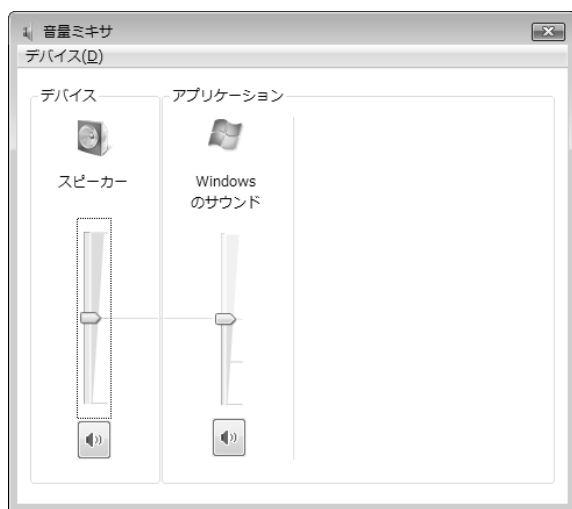 音量ミキサ
デバイス(D)
デバイス
アプリケーション
スピーカー
Windows
のサウンド